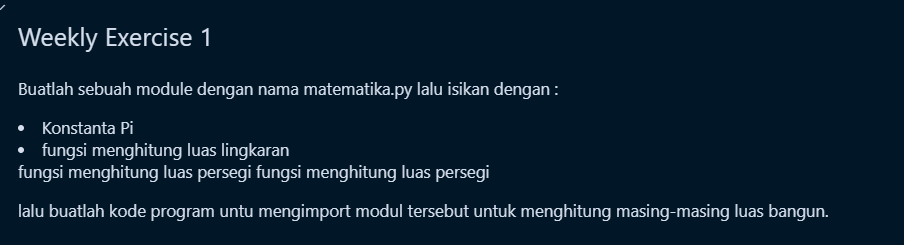 Weekly Exercise 1
Buatlah sebuah module dengan nama matematika.py lalu isikan dengan :
• Konstanta Pi
• fungsi menghitung luas lingkaran
fungsi menghitung luas persegi fungsi menghitung luas persegi
lalu buatlah kode program untu mengimport modul tersebut untuk menghitung masing-masing luas bangun.